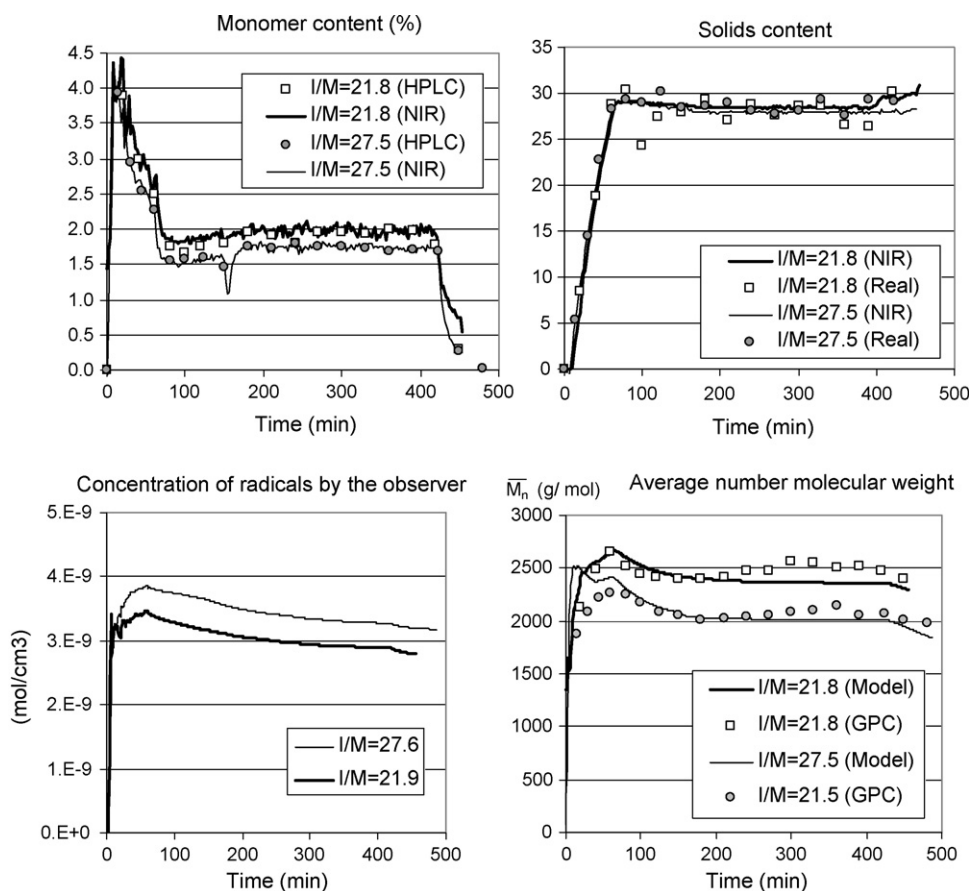 Monomer content (%)
4.5
4.0
3.5
3.0
2.5
2.0
1.5
1.0
0.5
0.0
I/M=21.8 (HPLC)
I/M=21.8 (NIR)
I/M=27.5 (HPLC)
I/M=27.5 (NIR)
0 100 200 300 400 500
Time (min)
Solids content
35
30
25
20
15
10
5
0
I/M=21.8 (NIR)
I/M=21.8 (Real)
I/M=27.5 (NIR)
I/M=27.5 (Real)
0 100 200 300 400 500
Time (min)
Concentration of radicals by the observer
5.E-9
4.E-9
3.E-9
2.E-9
1.E-9
0.E+0
(mol/cm3)
I/M=27.6
I/M=21.9
0 100 200 300 400 500
Time (min)
Mn (g/ mol) Average number molecular weight
3000
2500
2000
1500
1000
500
0
I/M=21.8 (Model)
I/M=21.8 (GPC)
I/M=27.5 (Model)
I/M=21.5 (GPC)
0 100 200 300 400 500
Time (min)